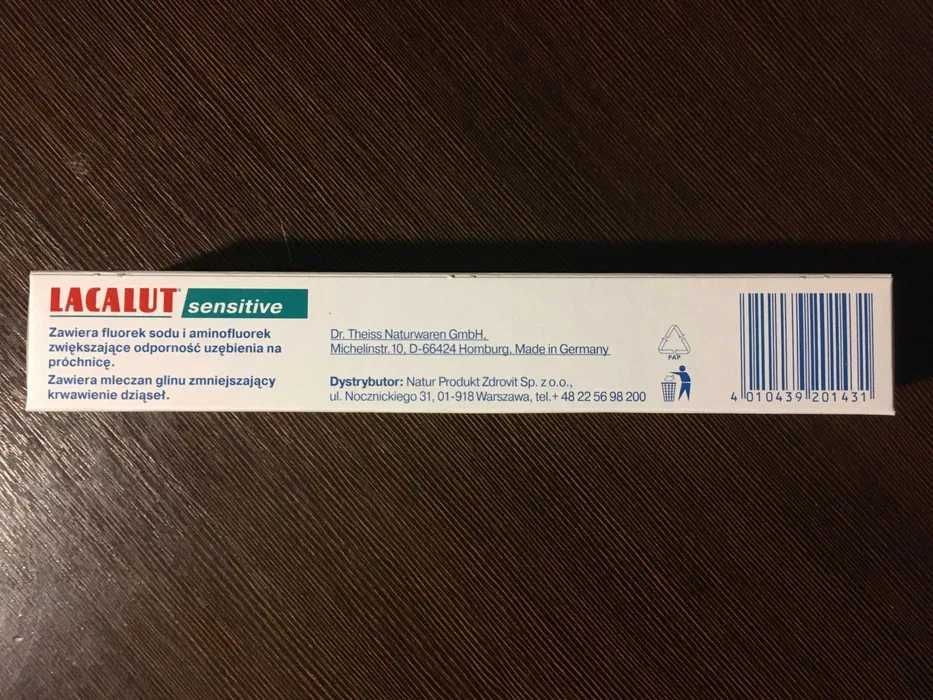 LACALUT® sensitive
Zawiera fluorek sodu i aminofluorek
zwiększające odporność uzębienia na
próchnicę.
Zawiera mleczan glinu zmniejszający
krwawienie dziąseł.
Dr. Theiss Naturwaren GmbH,
Michelinstr. 10, D-66424 Homburg, Made in Germany
Dystrybutor: Natur Produkt Zdrovit Sp. z o.o.,
ul. Nocznickiego 31, 01-918 Warszawa, tel.+ 48 22 56 98 200
PAP
4 010439 201431